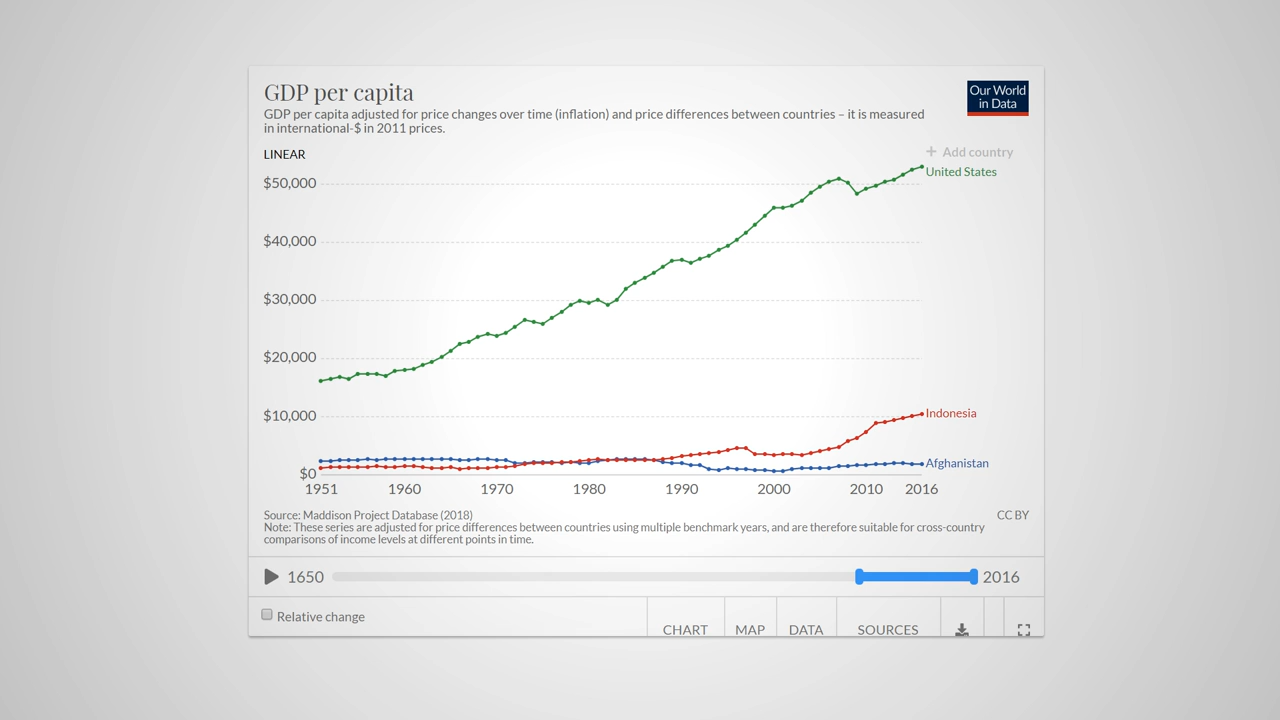 GDP per capita
GDP per capita adjusted for price changes over time (inflation) and price differences between countries – it is measured
in international-$ in 2011 prices.
Our World
in Data
LINEAR
+ Add country
United States
$50,000
$40,000
$30,000
$20,000
$10,000
Indonesia
Afghanistan
$0
1951 1960 1970 1980 1990 2000 2010 2016
Source: Maddison Project Database (2018)
CC BY
Note: These series are adjusted for price differences between countries using multiple benchmark years, and are therefore suitable for cross-country
comparisons of income levels at different points in time.
1650 2016
Relative change
CHART MAP DATA SOURCES